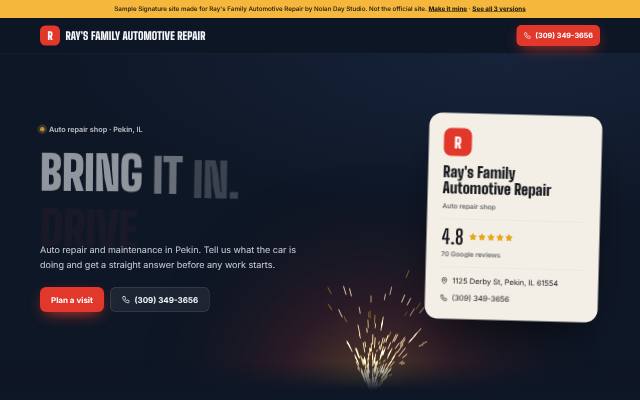 Sample Signature site made for Ray's Family Automotive Repair by Nolan Day Studio. Not the official site. Make it mine · See all 3 versions
R RAY'S FAMILY AUTOMOTIVE REPAIR
(309) 349-3656
Auto repair shop · Pekin, IL
BRING IT IN.
DRIVE
Auto repair and maintenance in Pekin. Tell us what the car is
doing and get a straight answer before any work starts.
Plan a visit
(309) 349-3656
R
Ray's Family
Automotive Repair
Auto repair shop
4.8 ★★★★★
70 Google reviews
1125 Derby St, Pekin, IL 61554
(309) 349-3656